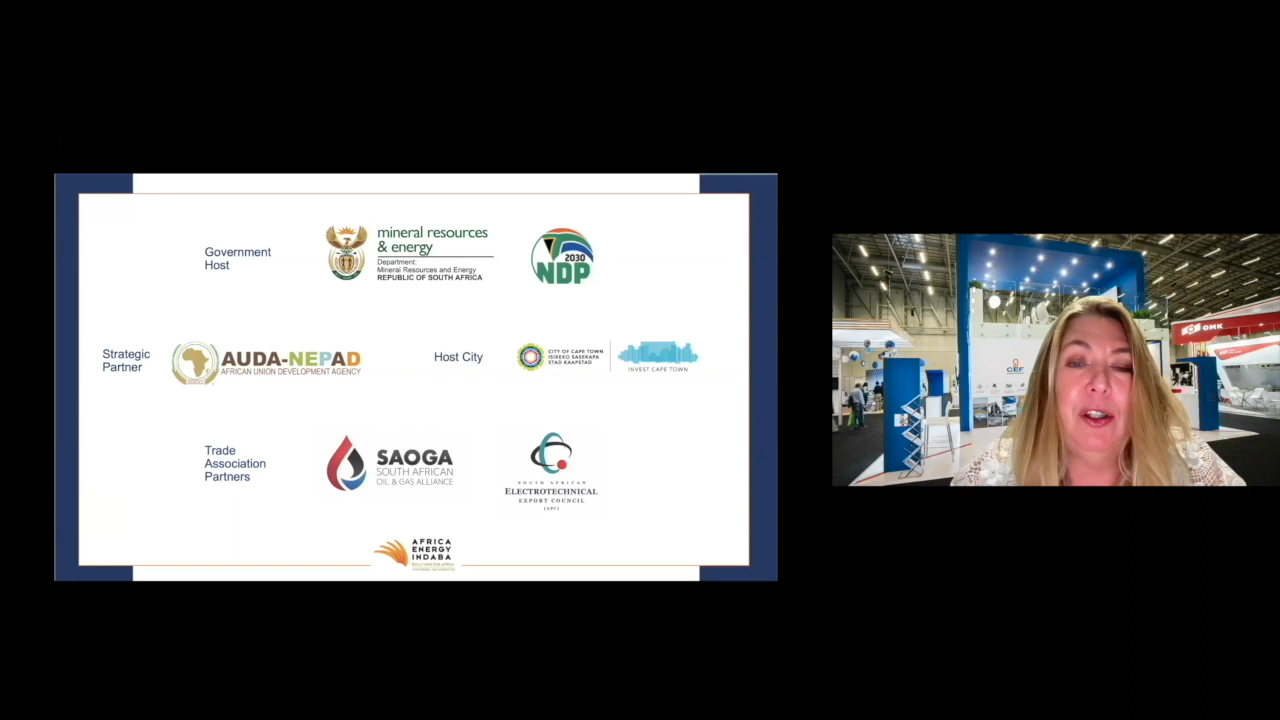 Government
Host
mineral resources
& energy
Department:
Mineral Resources and Energy
REPUBLIC OF SOUTH AFRICA
2030
NDP
Strategic
Partner
AUDA-NEPAD
AFRICAN UNION DEVELOPMENT AGENCY
Host City
CITY OF CAPE TOWN
ISIXEKO SASEKAPA
STAD KAAPSTAD
INVEST CAPE TOWN
Trade
Association
Partners
SAOGA
SOUTH AFRICAN
OIL & GAS ALLIANCE
SOUTH AFRICAN
ELECTROTECHNICAL
EXPORT COUNCIL
AFRICA
ENERGY
INDABA
CEF
OMK